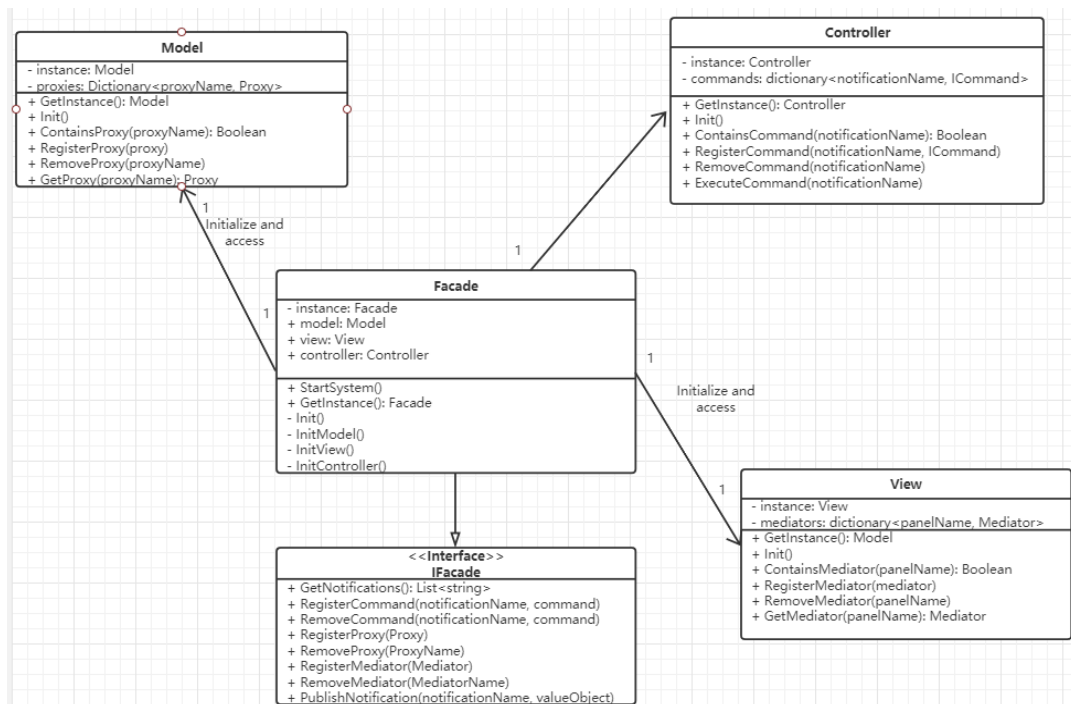 Model
- instance: Model
- proxies: Dictionary<proxyName, Proxy>
+ GetInstance(): Model
+ Init()
+ ContainsProxy(proxyName): Boolean
+ RegisterProxy(proxy)
+ RemoveProxy(proxyName)
+ GetProxy(proxyName): Proxy
Controller
- instance: Controller
- commands: dictionary<notificationName, ICommand>
+ GetInstance(): Controller
+ Init()
+ ContainsCommand(notificationName): Boolean
+ RegisterCommand(notificationName, ICommand)
+ RemoveCommand(notificationName)
+ ExecuteCommand(notificationName)
1
Initialize and
access
1
1
Facade
- instance: Facade
+ model: Model
+ view: View
+ controller: Controller
+ StartSystem()
+ GetInstance(): Facade
- Init()
- InitModel()
- InitView()
- InitController()
1
Initialize and
access
1
View
- instance: View
- mediators: dictionary<panelName, Mediator>
+ GetInstance(): Model
+ Init()
+ ContainsMediator(panelName): Boolean
+ RegisterMediator(mediator)
+ RemoveMediator(panelName)
+ GetMediator(panelName): Mediator
<<Interface>>
IFacade
+ GetNotifications(): List<string>
+ RegisterCommand(notificationName, command)
+ RemoveCommand(notificationName, command)
+ RegisterProxy(Proxy)
+ RemoveProxy(ProxyName)
+ RegisterMediator(Mediator)
+ RemoveMediator(MediatorName)
+ PublishNotification(notificationName, valueObject)